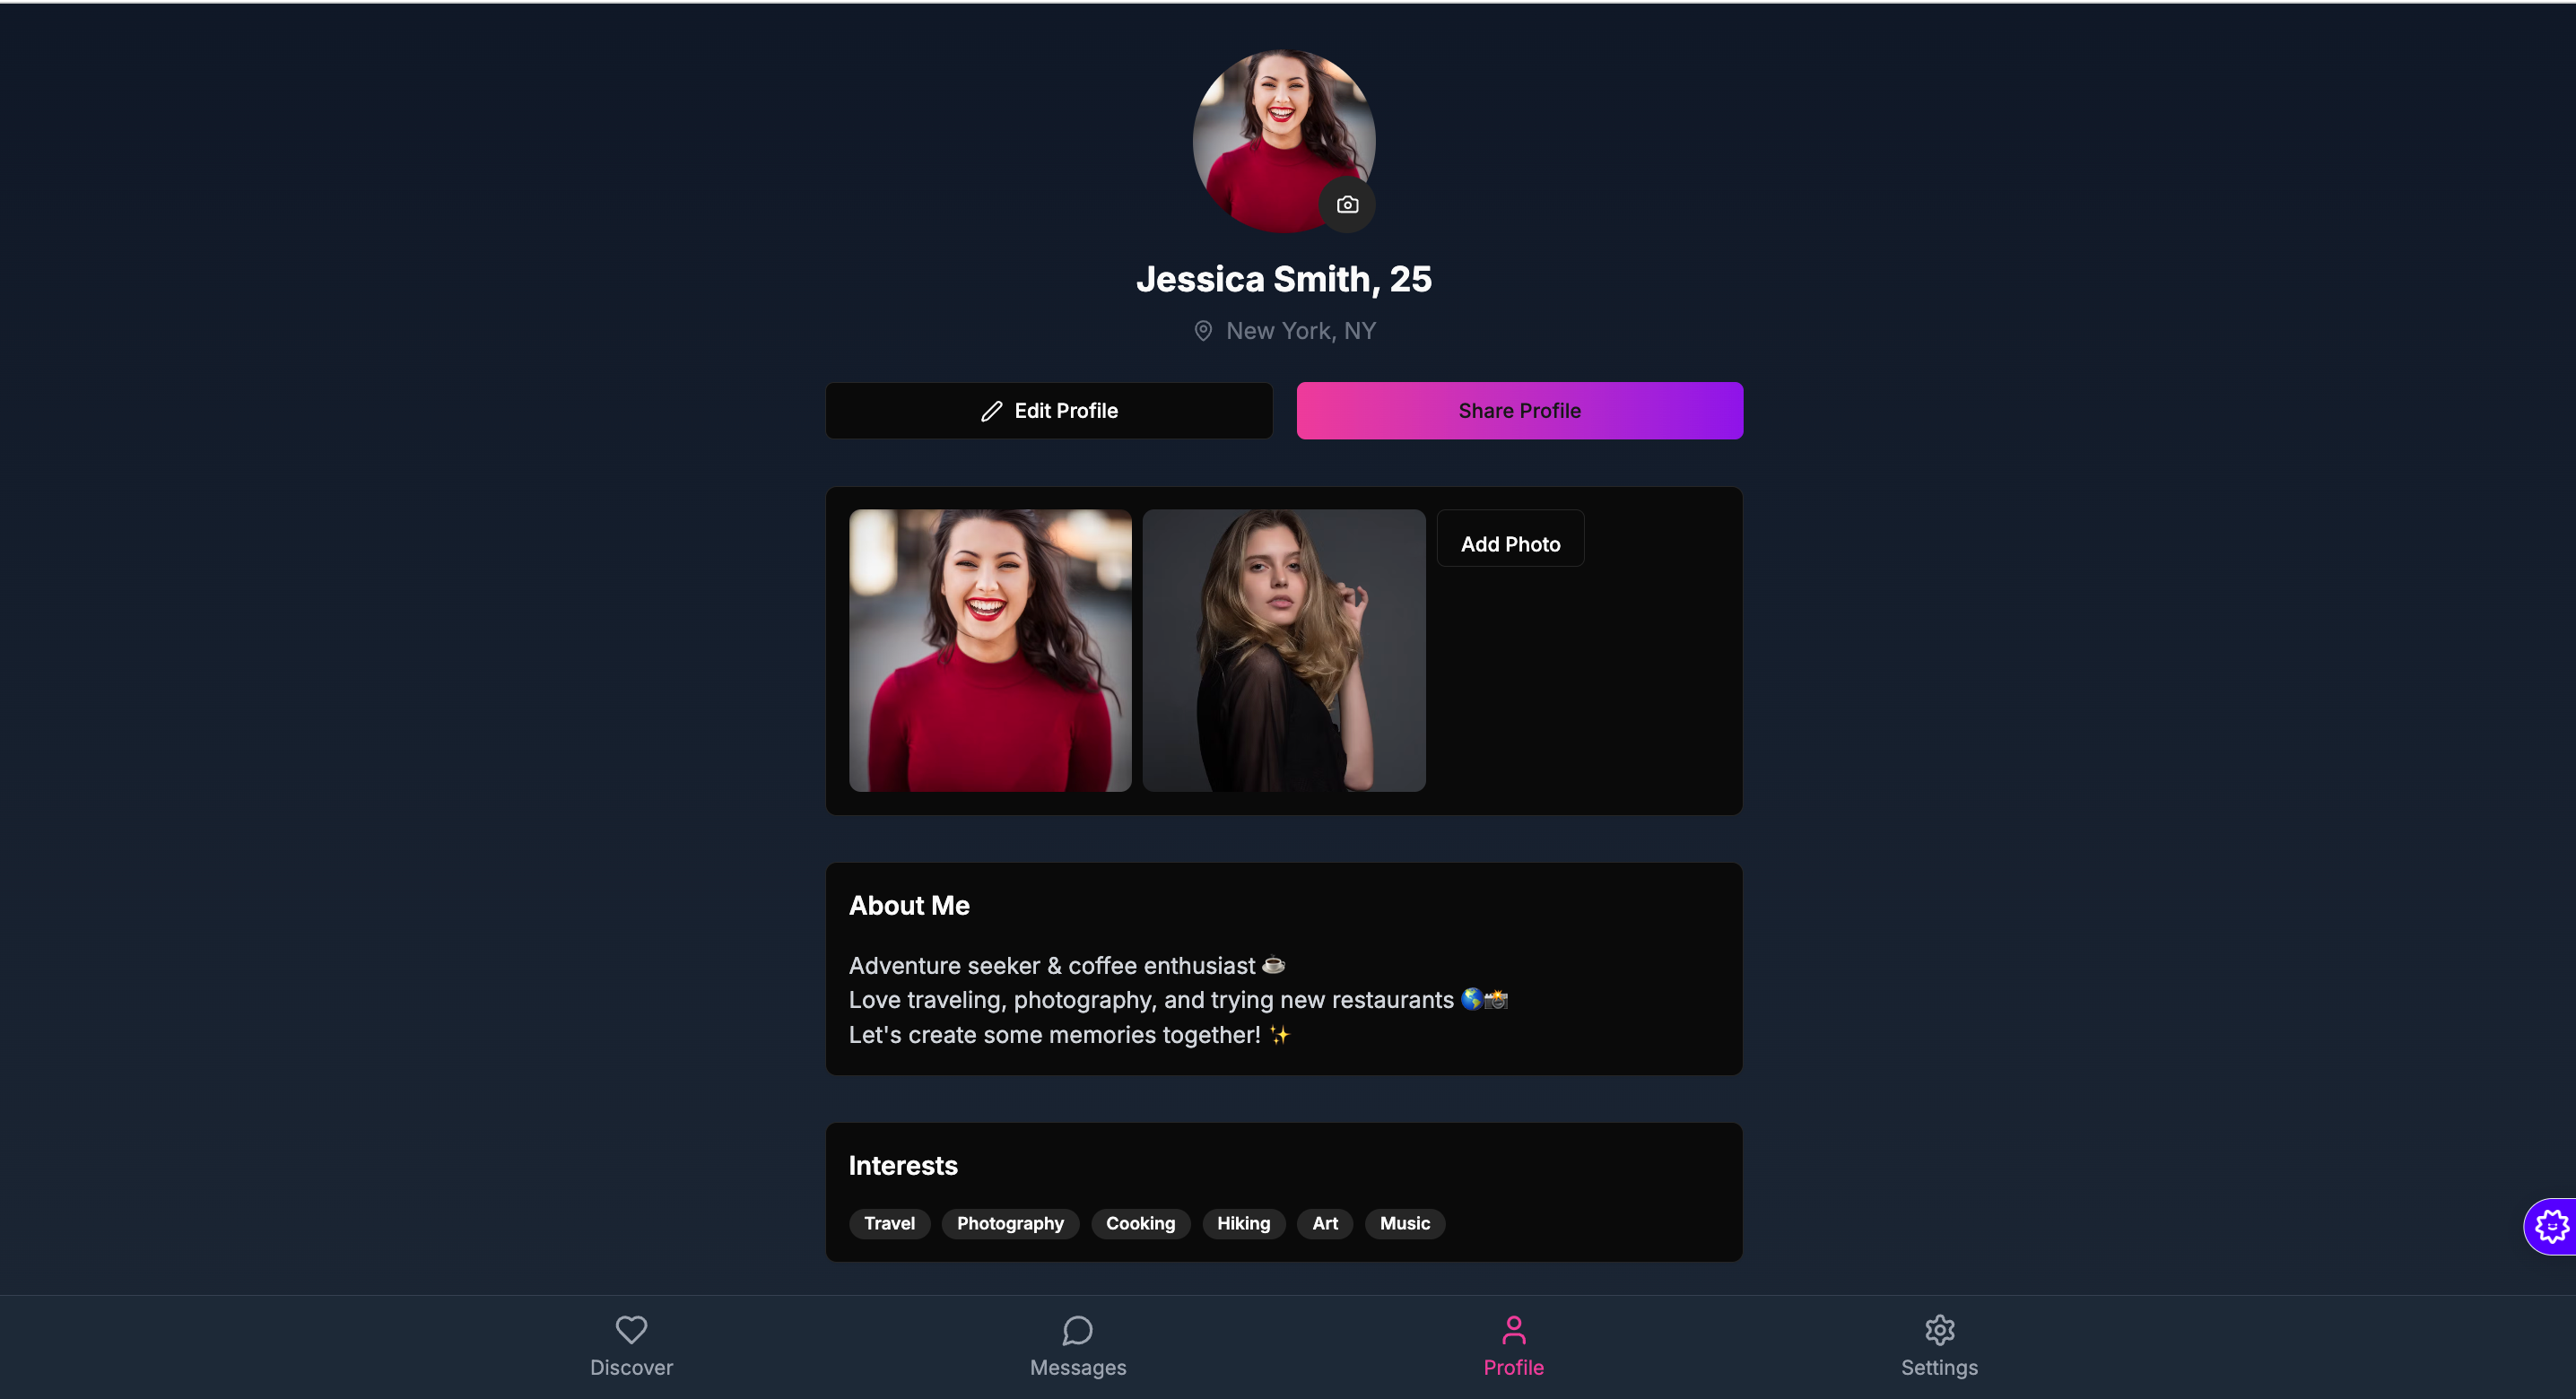 Jessica Smith, 25
New York, NY
Edit Profile
Share Profile
Add Photo
About Me
Adventure seeker & coffee enthusiast ☕
Love traveling, photography, and trying new restaurants 🌎📸
Let's create some memories together! ✨
Interests
Travel Photography Cooking Hiking Art Music
Discover Messages Profile Settings